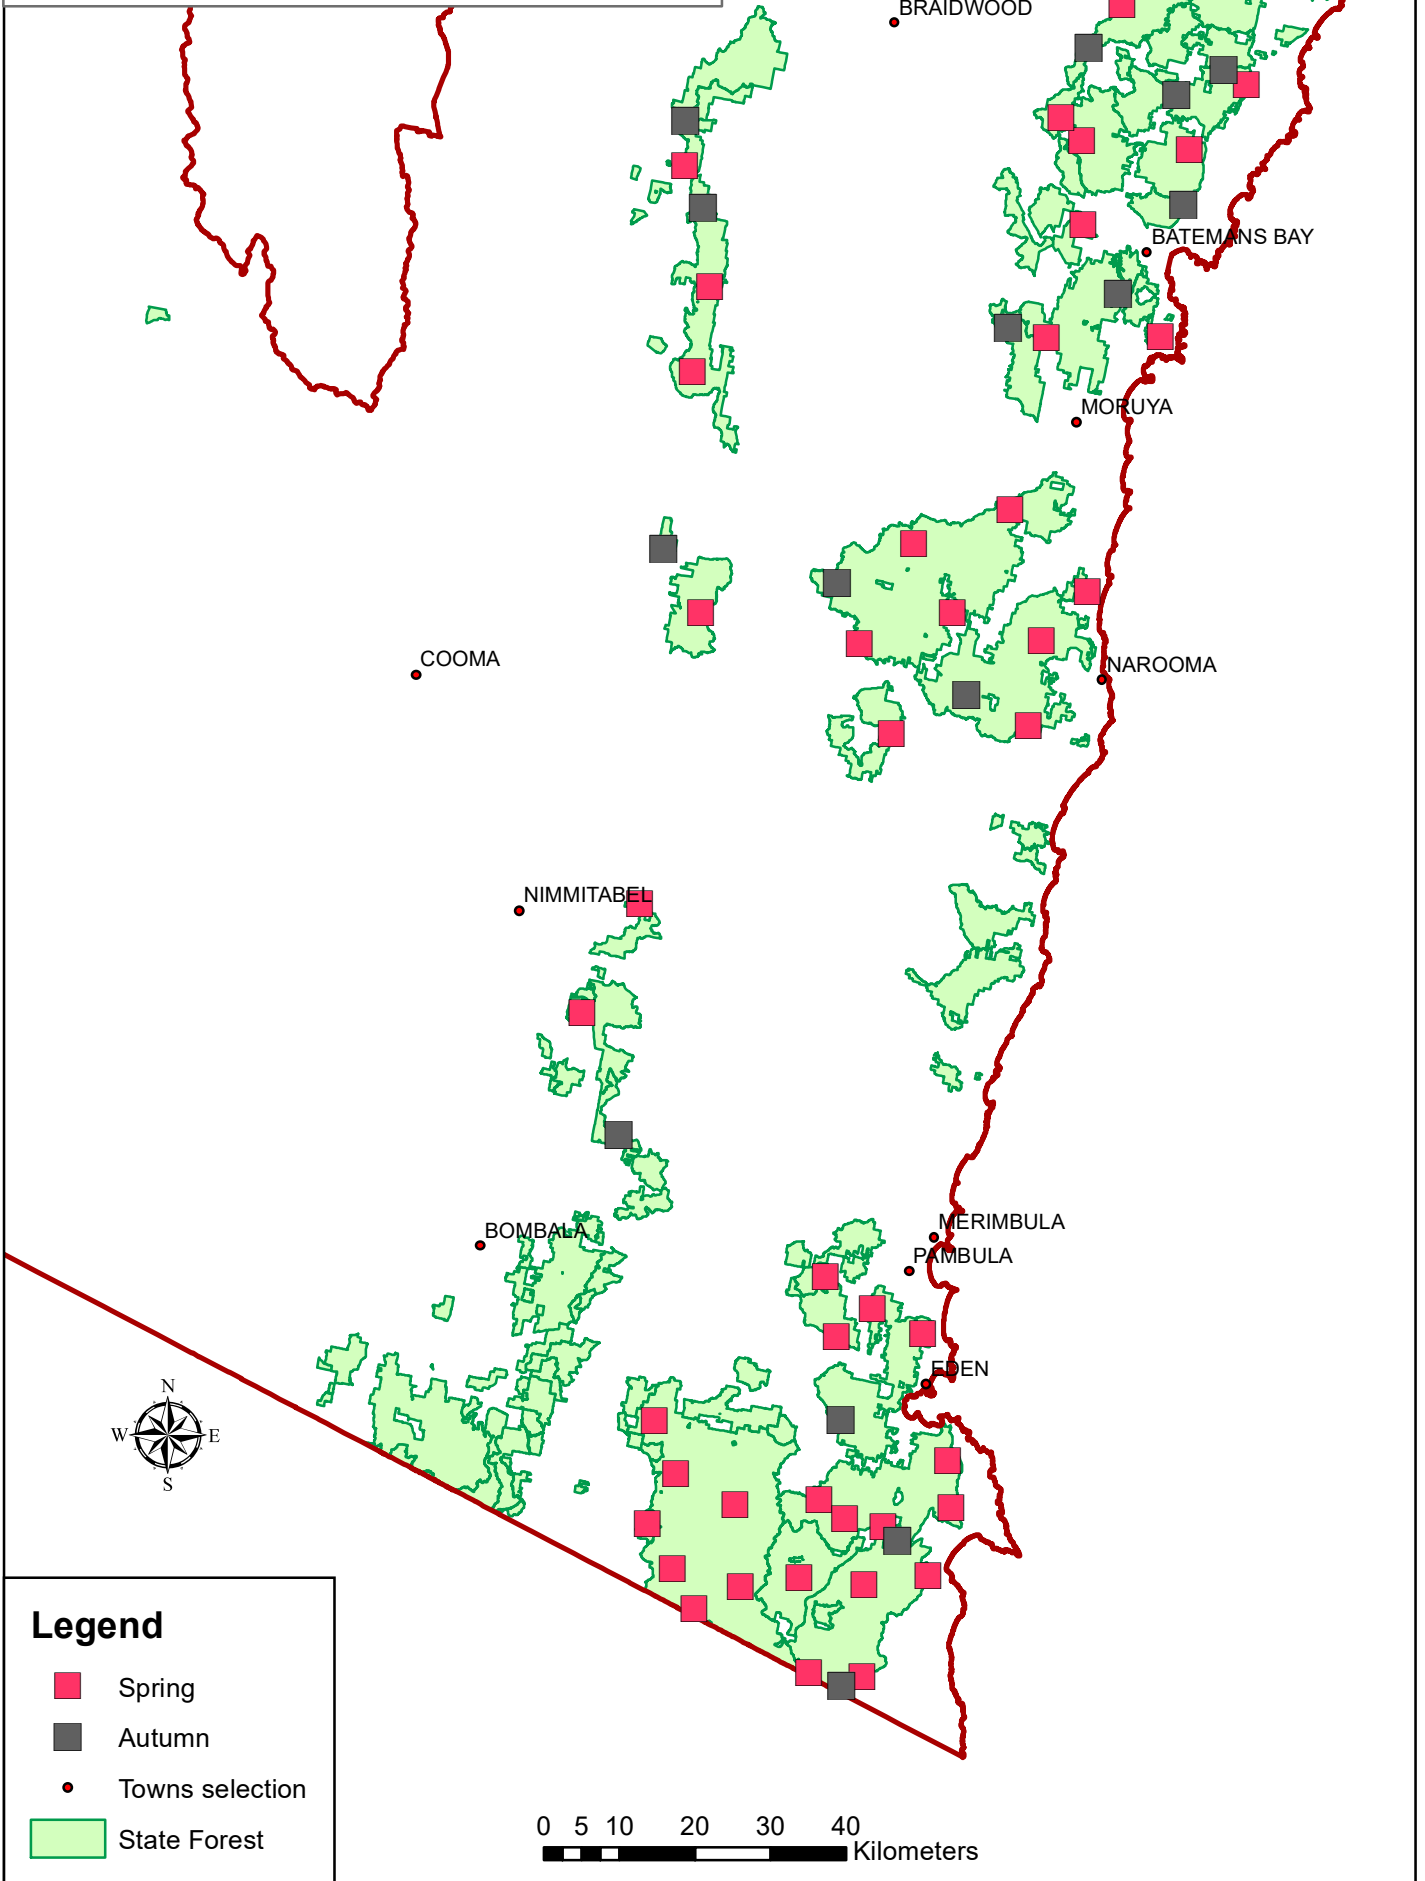 BRAIDWOOD
BATEMANS BAY
MORUYA
COOMA
NAROOMA
NIMMITABEL
BOMBALA
MERIMBULA
PAMBULA
EDEN
N
W E
S
Legend
Spring
Autumn
Towns selection
State Forest
0 5 10 20 30 40
Kilometers